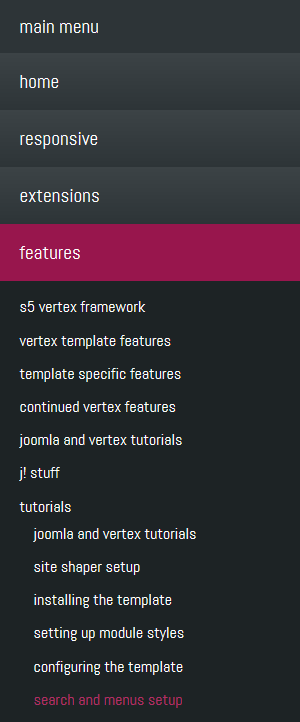 main menu
home
responsive
extensions
features
s5 vertex framework
vertex template features
template specific features
continued vertex features
joomla and vertex tutorials
j! stuff
tutorials
joomla and vertex tutorials
site shaper setup
installing the template
setting up module styles
configuring the template
search and menus setup